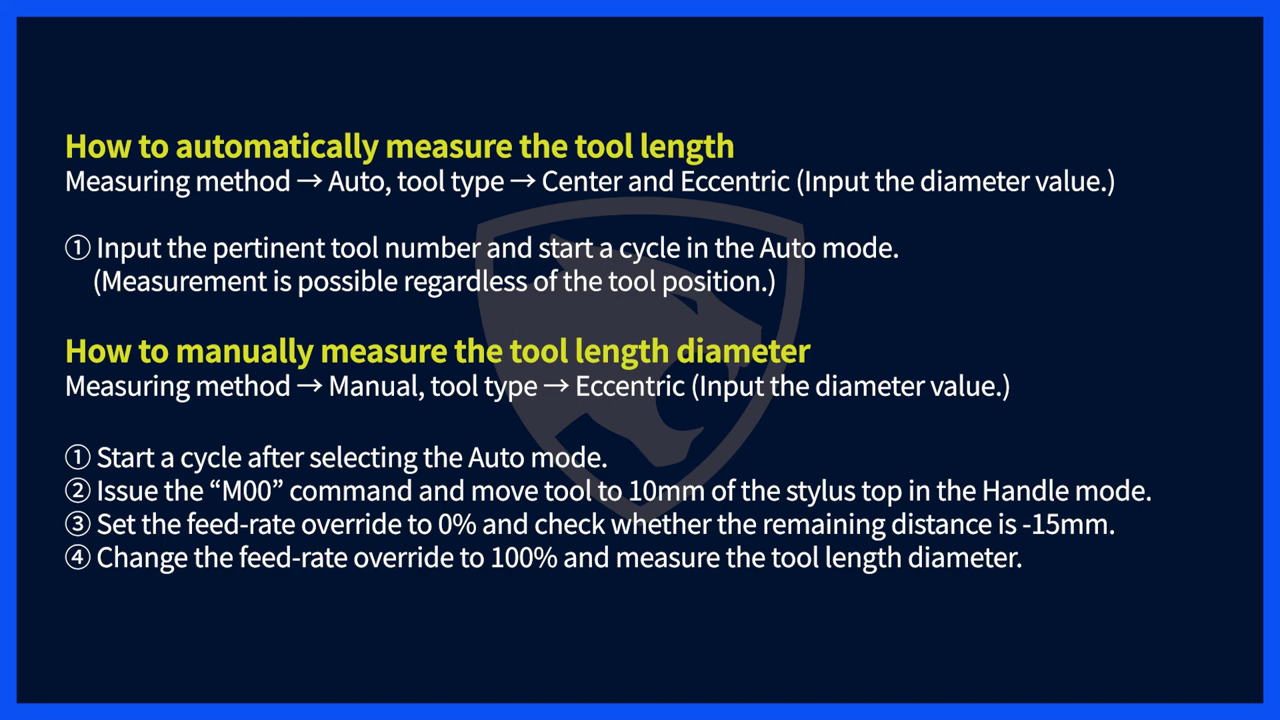 How to automatically measure the tool length
Measuring method → Auto, tool type → Center and Eccentric (Input the diameter value.)
① Input the pertinent tool number and start a cycle in the Auto mode.
(Measurement is possible regardless of the tool position.)
How to manually measure the tool length diameter
Measuring method → Manual, tool type → Eccentric (Input the diameter value.)
① Start a cycle after selecting the Auto mode.
② Issue the “M00” command and move tool to 10mm of the stylus top in the Handle mode.
③ Set the feed-rate override to 0% and check whether the remaining distance is -15mm.
④ Change the feed-rate override to 100% and measure the tool length diameter.